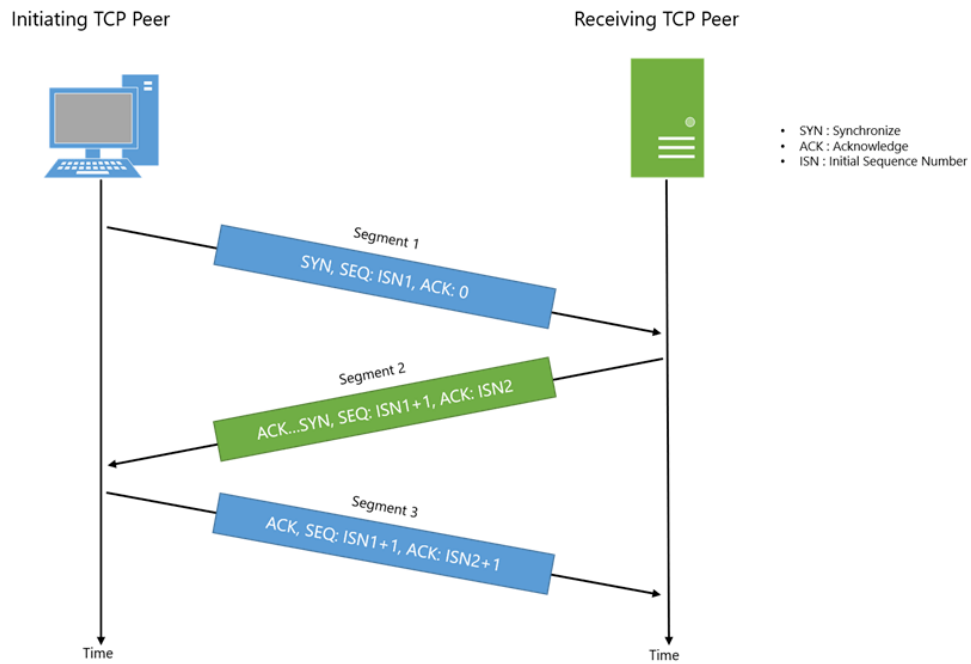 Initiating TCP Peer
Receiving TCP Peer
• SYN : Synchronize
• ACK : Acknowledge
• ISN : Initial Sequence Number
Segment 1
SYN, SEQ: ISN1, ACK: 0
Segment 2
ACK...SYN, SEQ: ISN1+1, ACK: ISN2
Segment 3
ACK, SEQ: ISN1+1, ACK: ISN2+1
Time
Time